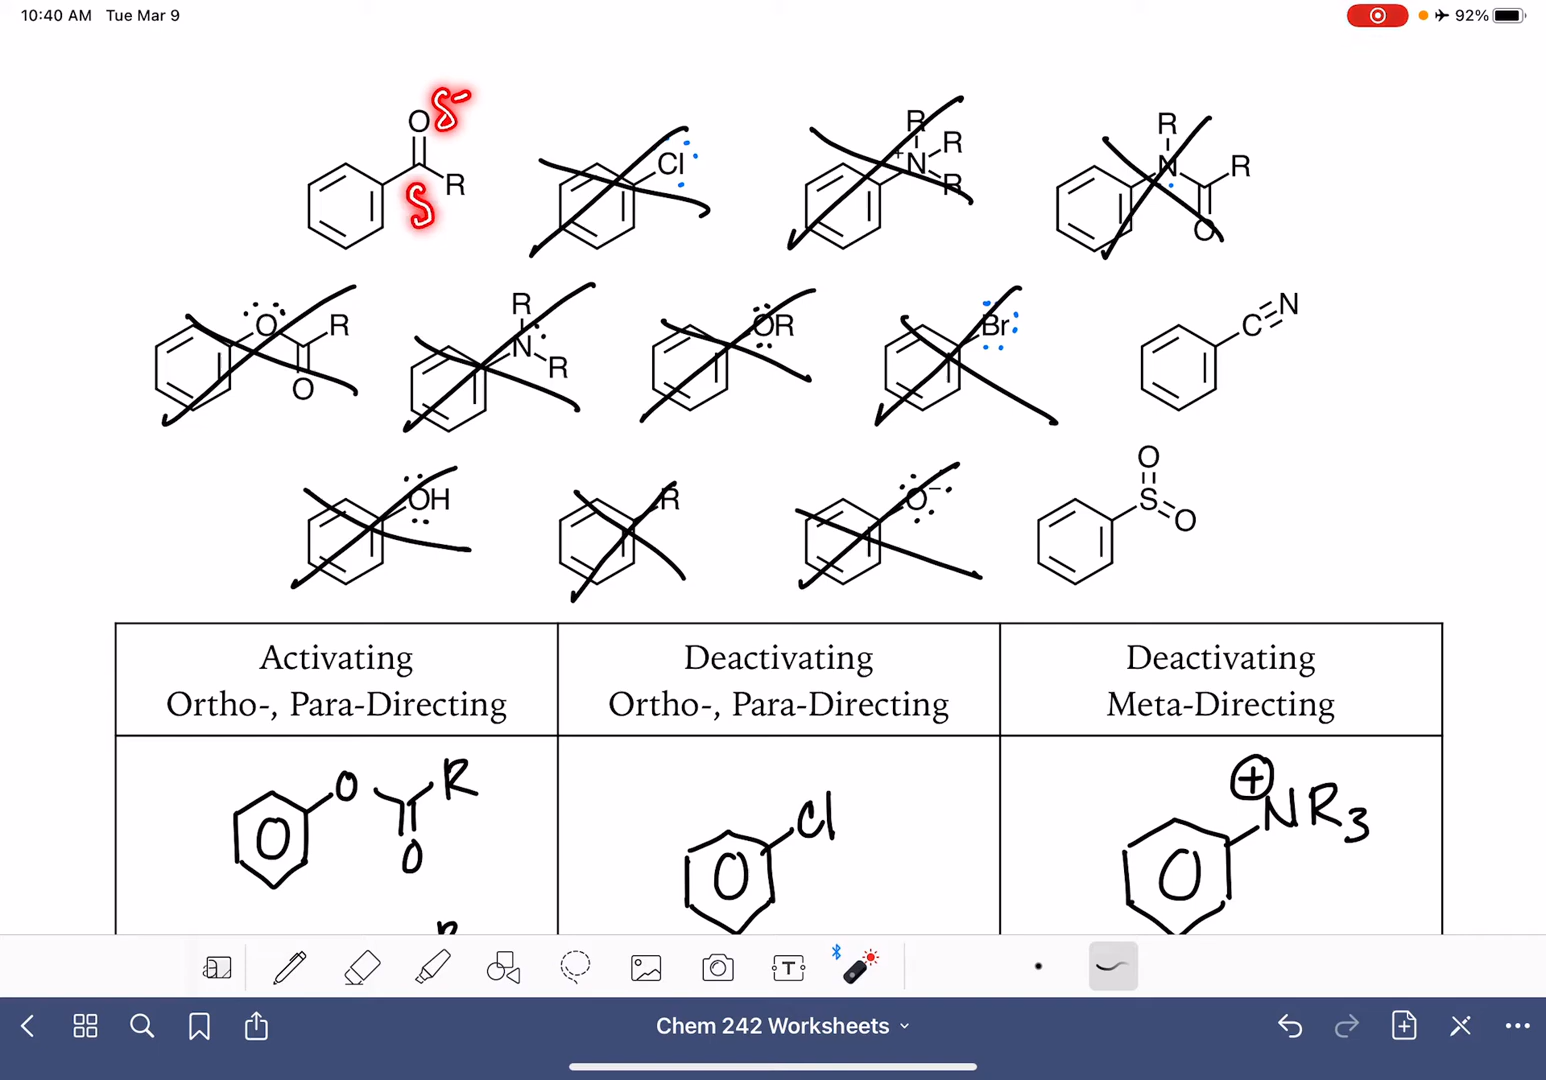 10:40 AM Tue Mar 9
92%
O δ-
δ R
Cl
R
+N R
R
R
N R
O
O R
O
R
N
R
OR
Br
C N
OH
R
O-
O
S
O
Activating
Ortho-, Para-Directing
Deactivating
Ortho-, Para-Directing
Deactivating
Meta-Directing
O R
O
Cl
+
NR3
T
Chem 242 Worksheets